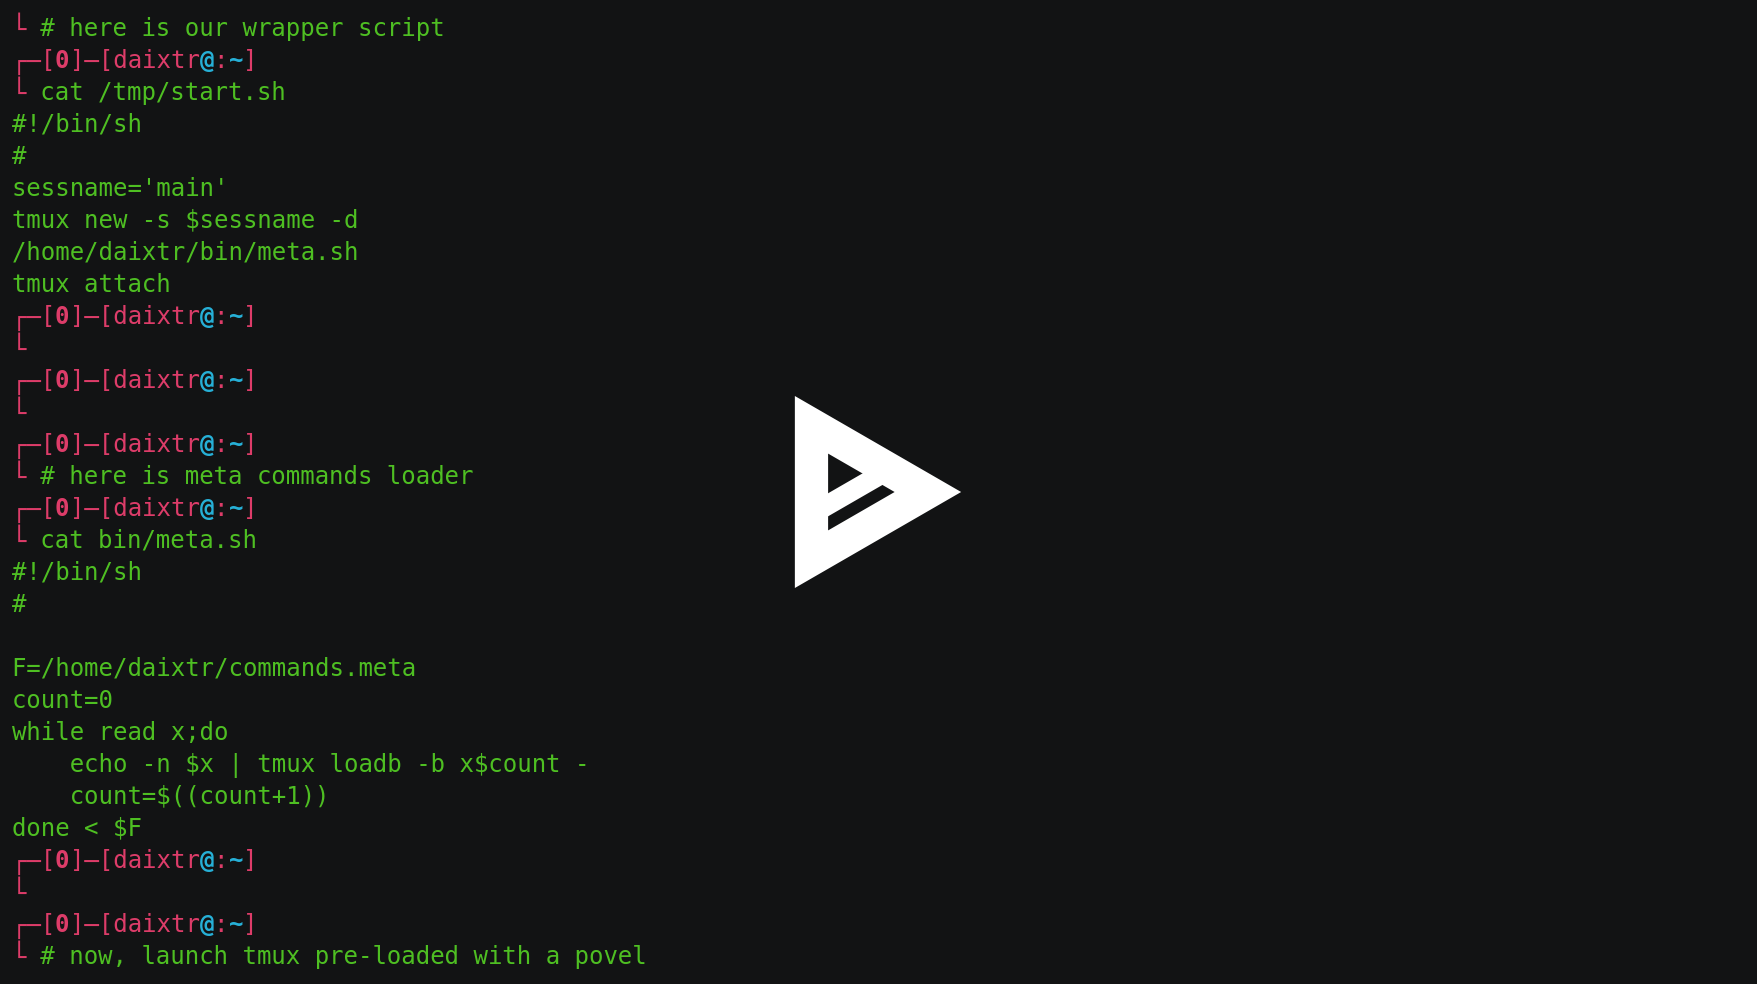 └ # here is our wrapper script
┌─[0]─[daixtr@:~]
└ cat /tmp/start.sh
#!/bin/sh
#
sessname='main'
tmux new -s $sessname -d
/home/daixtr/bin/meta.sh
tmux attach
┌─[0]─[daixtr@:~]
└
┌─[0]─[daixtr@:~]
└
┌─[0]─[daixtr@:~]
└ # here is meta commands loader
┌─[0]─[daixtr@:~]
└ cat bin/meta.sh
#!/bin/sh
#

F=/home/daixtr/commands.meta
count=0
while read x;do
    echo -n $x | tmux loadb -b x$count -
    count=$((count+1))
done < $F
┌─[0]─[daixtr@:~]
└
┌─[0]─[daixtr@:~]
└ # now, launch tmux pre-loaded with a povel